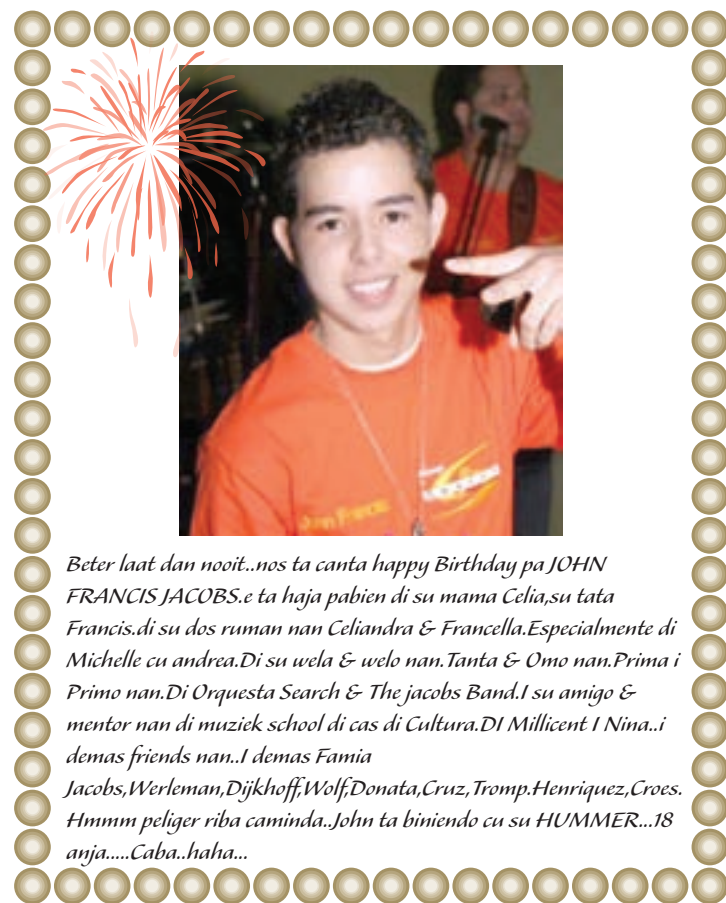 John Francis
Beter laat dan nooit..nos ta canta happy Birthday pa JOHN
FRANCIS JACOBS.e ta haja pabien di su mama Celia,su tata
Francis.di su dos ruman nan Celiandra & Francella.Especialmente di
Michelle cu andrea.Di su wela & welo nan.Tanta & Omo nan.Prima i
Primo nan.Di Orquesta Search & The jacobs Band.I su amigo &
mentor nan di muziek school di cas di Cultura.DI Millicent I Nina..i
demas friends nan..I demas Famia
Jacobs,Werleman,Dijkhoff,Wolf,Donata,Cruz,Tromp.Henriquez,Croes.
Hmmm peliger riba caminda..John ta biniendo cu su HUMMER...18
anja.....Caba..haha...